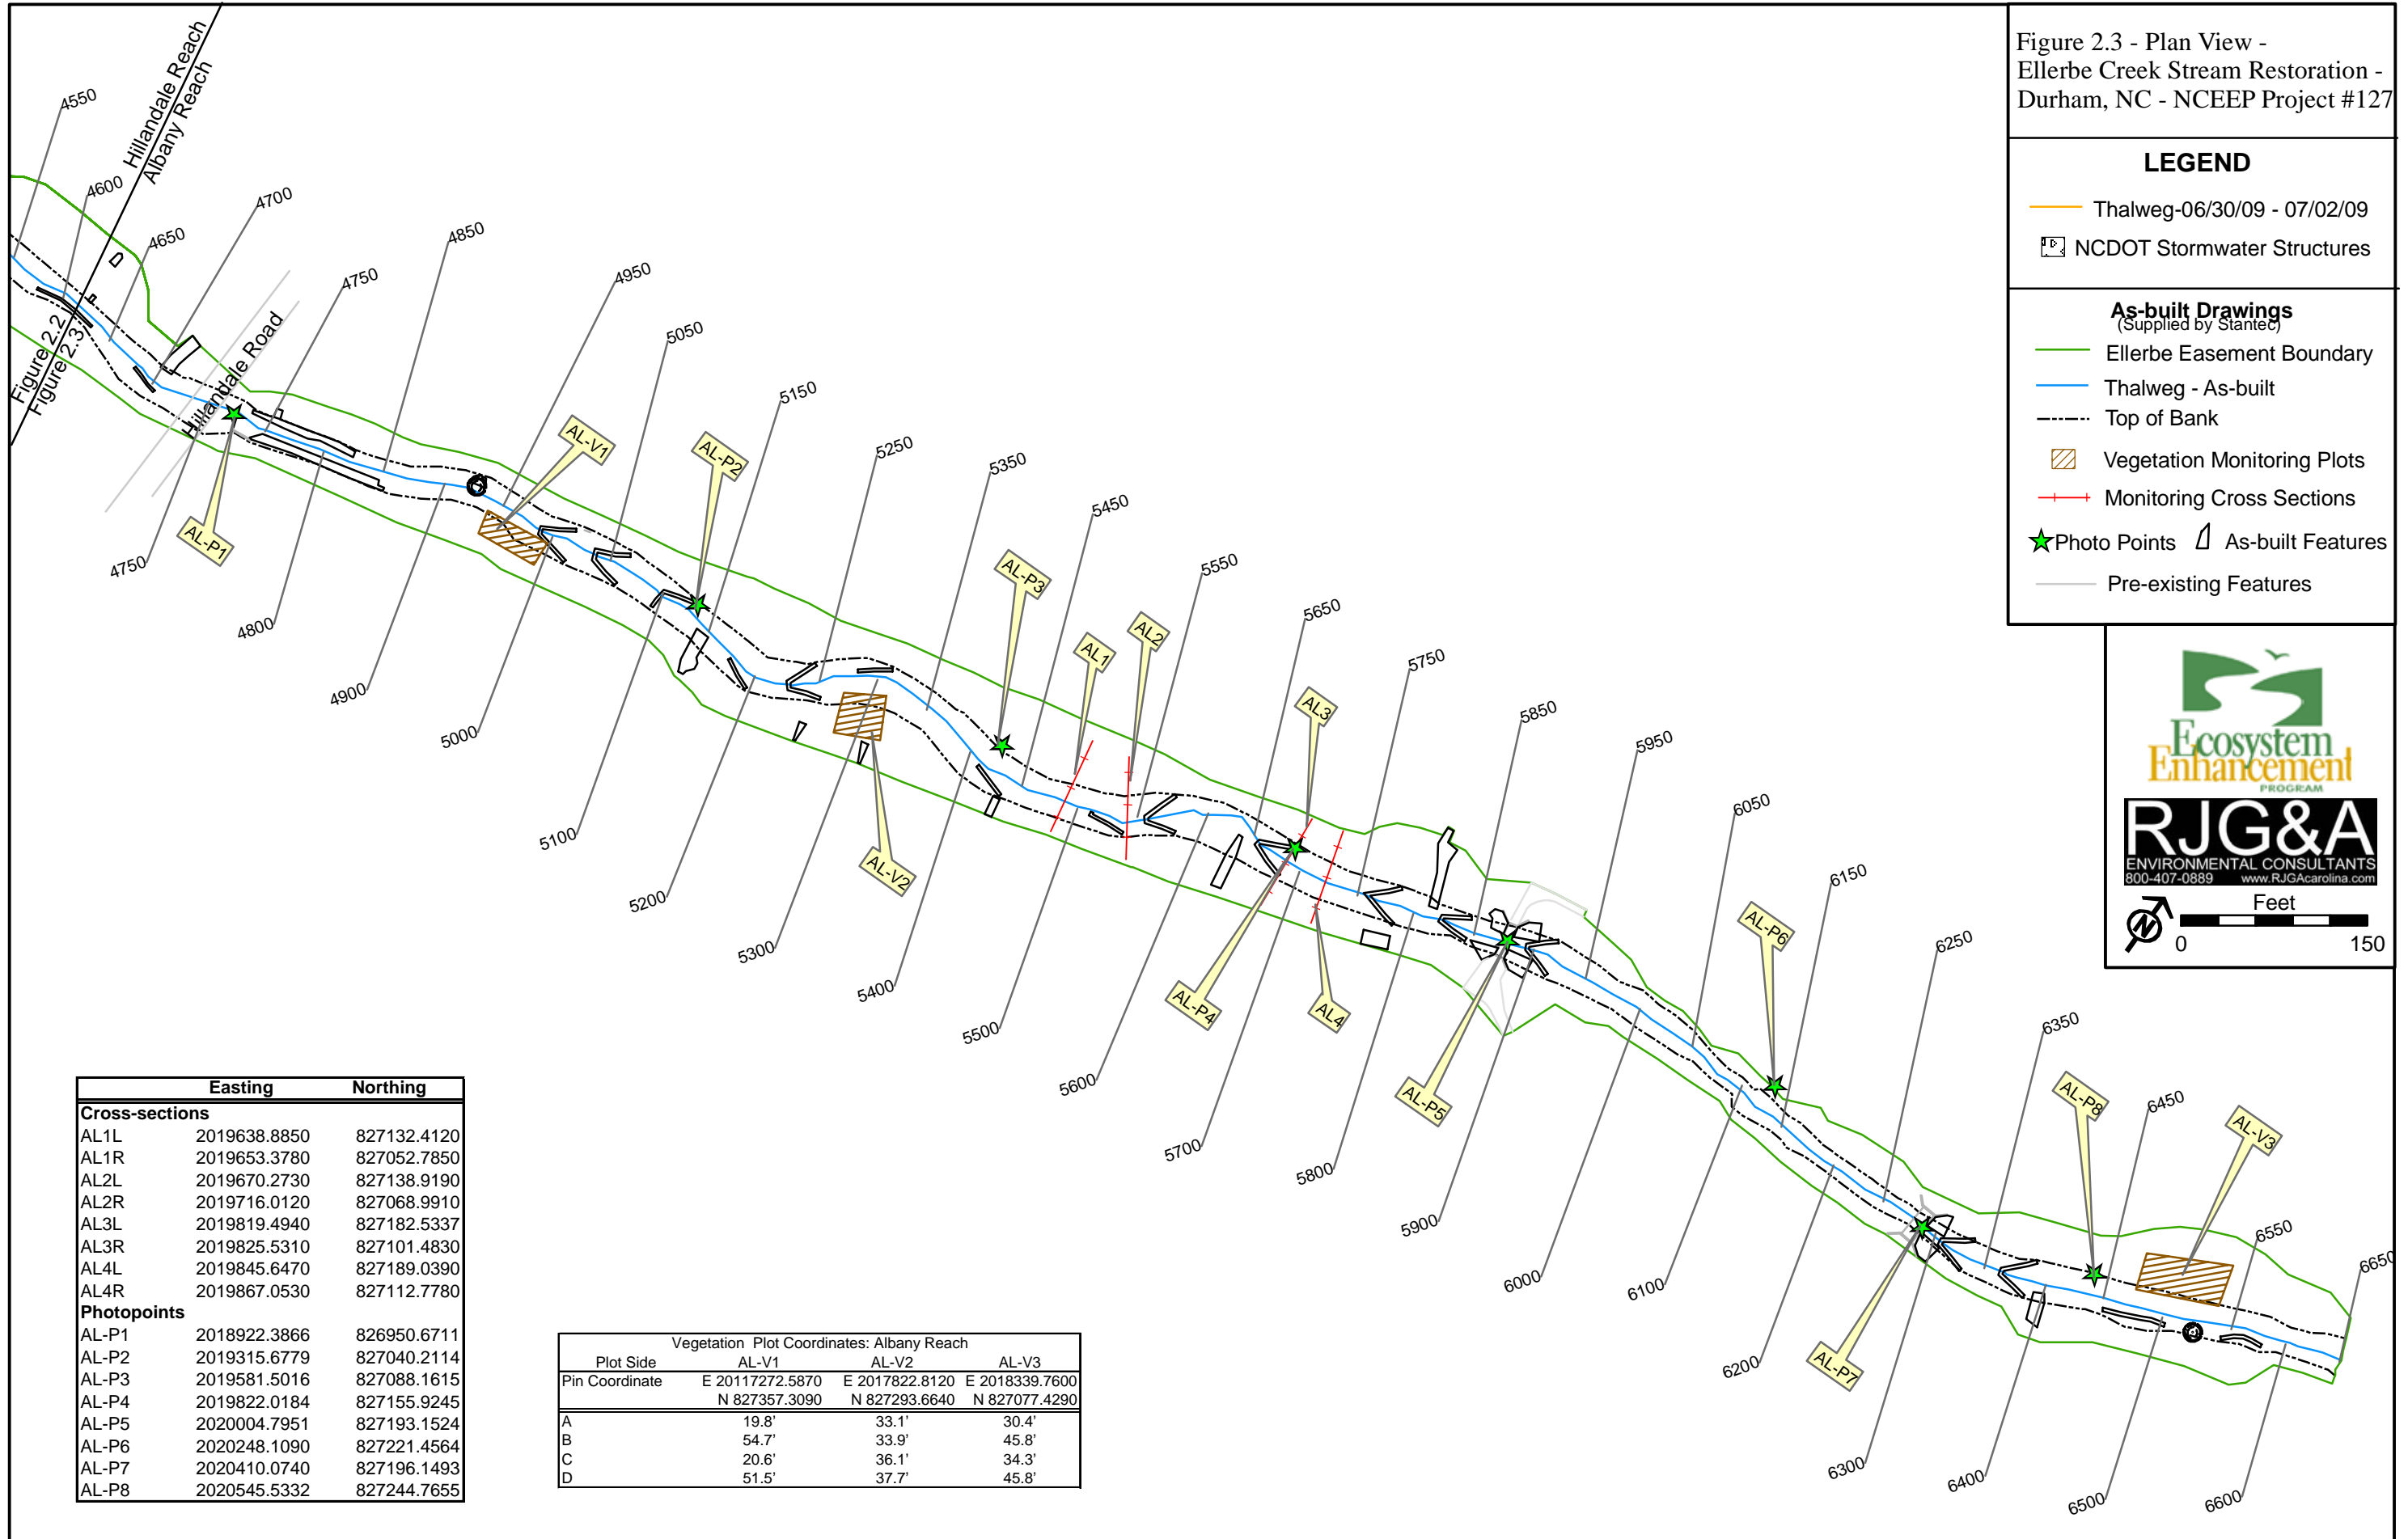 Figure 2.3 - Plan View -
Ellerbe Creek Stream Restoration -
Durham, NC - NCEEP Project #127
LEGEND
Thalweg-06/30/09 - 07/02/09
NCDOT Stormwater Structures
As-built Drawings
(Supplied by Stantec)
Ellerbe Easement Boundary
Thalweg - As-built
Top of Bank
Vegetation Monitoring Plots
Monitoring Cross Sections
Photo Points
As-built Features
Pre-existing Features
Ecosystem
Enhancement
PROGRAM
RJG&A
ENVIRONMENTAL CONSULTANTS
800-407-0889 www.RJGAcarolina.com
N
Feet
0 150
Hillandale Reach
Albany Reach
Figure 2.2
Figure 2.3
Hillandale Road
4550
4600
4650
4700
4750
4850
4950
5050
5150
5250
5350
5450
5550
5650
5750
5850
5950
6050
6150
6250
6350
6450
6550
6650
4750
4800
4900
5000
5100
5200
5300
5400
5500
5600
5700
5800
5900
6000
6100
6200
6300
6400
6500
6600
AL-P1
AL-V1
AL-P2
AL-V2
AL-P3
AL1
AL2
AL3
AL-P4
AL4
AL-P5
AL-P6
AL-P7
AL-P8
AL-V3
Easting Northing
Cross-sections
AL1L 2019638.8850 827132.4120
AL1R 2019653.3780 827052.7850
AL2L 2019670.2730 827138.9190
AL2R 2019716.0120 827068.9910
AL3L 2019819.4940 827182.5337
AL3R 2019825.5310 827101.4830
AL4L 2019845.6470 827189.0390
AL4R 2019867.0530 827112.7780
Photopoints
AL-P1 2018922.3866 826950.6711
AL-P2 2019315.6779 827040.2114
AL-P3 2019581.5016 827088.1615
AL-P4 2019822.0184 827155.9245
AL-P5 2020004.7951 827193.1524
AL-P6 2020248.1090 827221.4564
AL-P7 2020410.0740 827196.1493
AL-P8 2020545.5332 827244.7655
Vegetation Plot Coordinates: Albany Reach
Plot Side AL-V1 AL-V2 AL-V3
Pin Coordinate E 20117272.5870 E 2017822.8120 E 2018339.7600
N 827357.3090 N 827293.6640 N 827077.4290
A 19.8' 33.1' 30.4'
B 54.7' 33.9' 45.8'
C 20.6' 36.1' 34.3'
D 51.5' 37.7' 45.8'